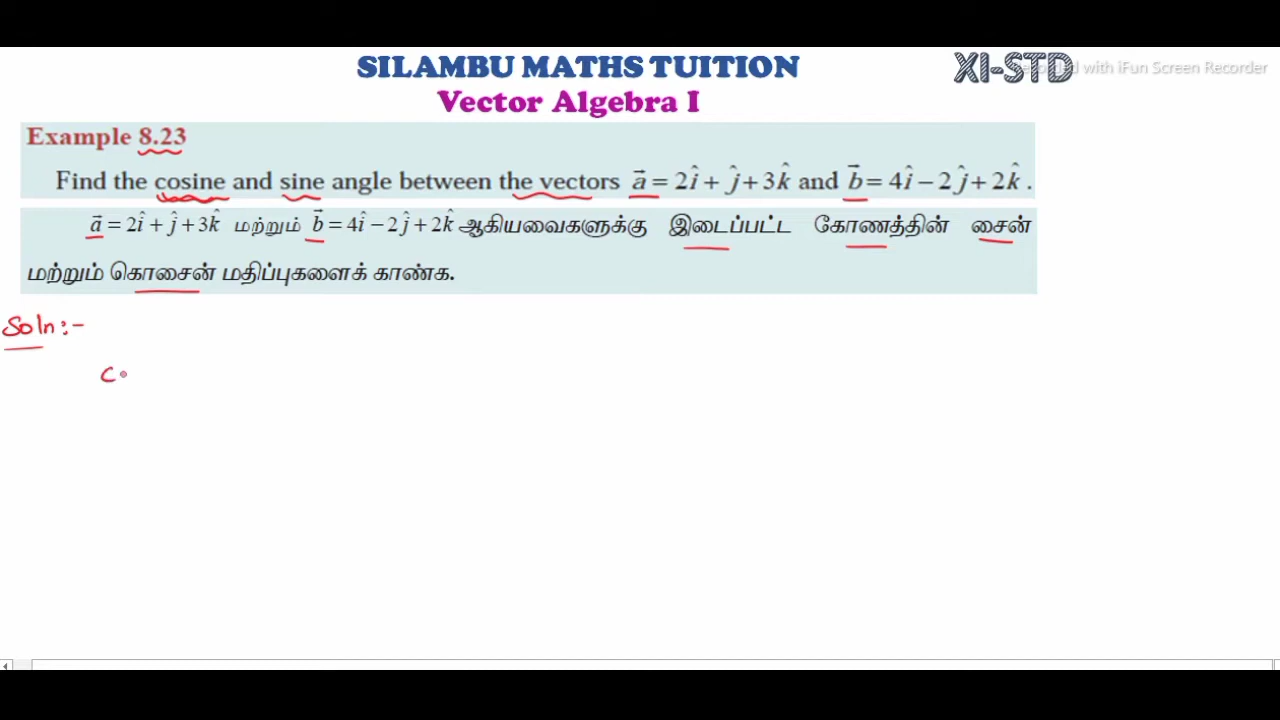 SILAMBU MATHS TUITION
XI-STD
with iFun Screen Recorder
Vector Algebra I
Example 8.23
Find the cosine and sine angle between the vectors a⃗ = 2î + ĵ + 3k̂ and b⃗ = 4î − 2ĵ + 2k̂ .
a⃗ = 2î + ĵ + 3k̂ மற்றும் b⃗ = 4î − 2ĵ + 2k̂ ஆகியவைகளுக்கு இடைப்பட்ட கோணத்தின் சைன்
மற்றும் கொசைன் மதிப்புகளைக் காண்க.
Soln:-